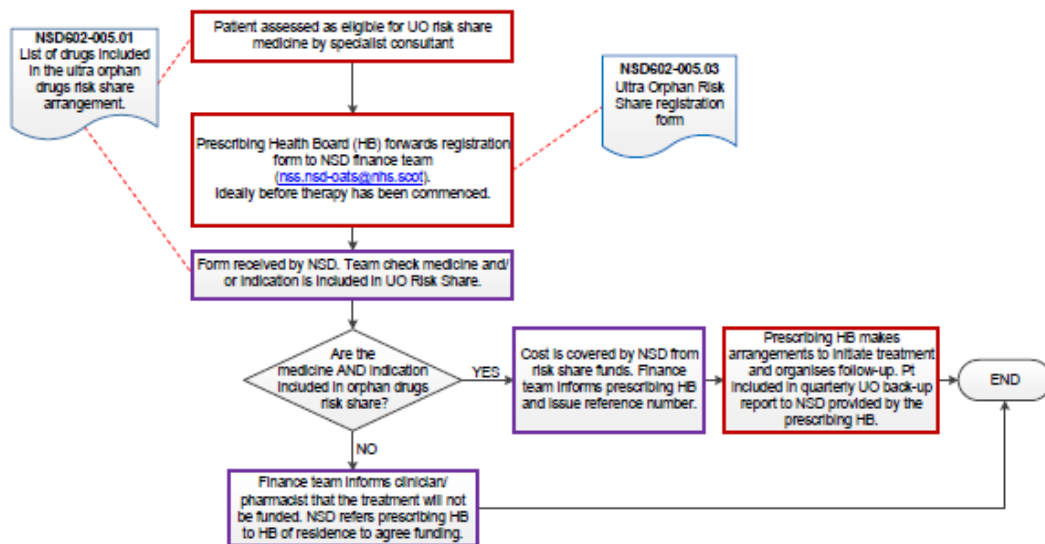 Patient assessed as eligible for UO risk share
medicine by specialist consultant
NSD602-005.01
List of drugs included
in the ultra orphan
drugs risk share
arrangement.
NSD602-005.03
Ultra Orphan Risk
Share registration
form
Prescribing Health Board (HB) forwards registration
form to NSD finance team
(nss.nsd-oats@nhs.scot).
Ideally before therapy has been commenced.
Form received by NSD. Team check medicine and/
or indication is included in UO Risk Share.
Are the
medicine AND indication
included in orphan drugs
risk share?
YES
Cost is covered by NSD from
risk share funds. Finance
team informs prescribing HB
and issue reference number.
Prescribing HB makes
arrangements to initiate treatment
and organises follow-up. Pt
included in quarterly UO back-up
report to NSD provided by the
prescribing HB.
END
NO
Finance team informs clinician/
pharmacist that the treatment will not
be funded. NSD refers prescribing HB
to HB of residence to agree funding.